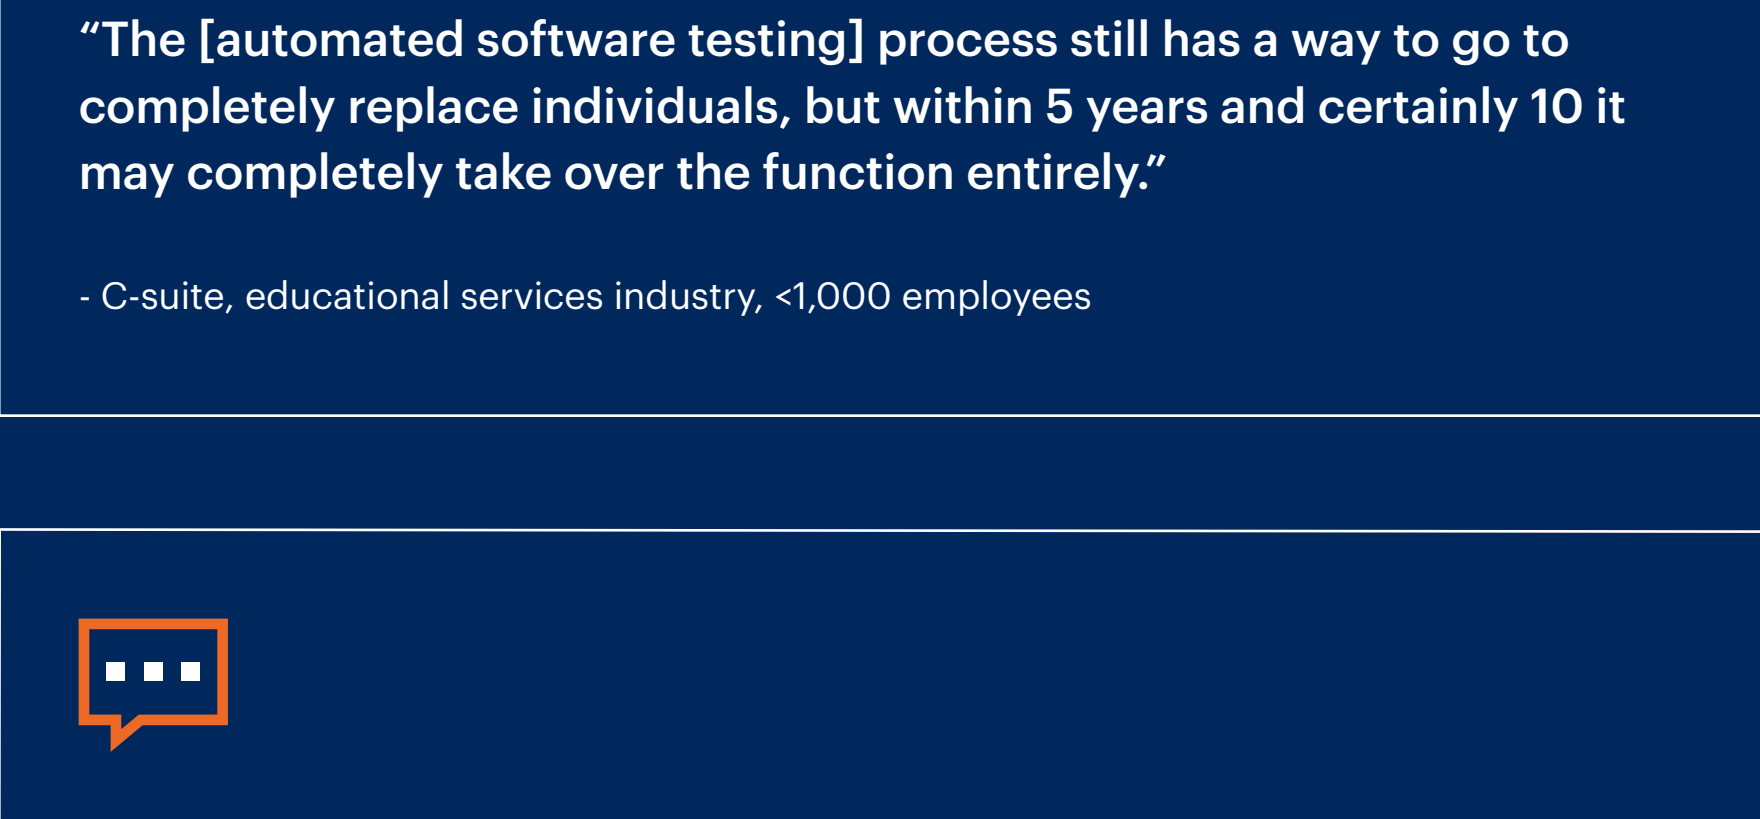 “The [automated software testing] process still has a way to go to
completely replace individuals, but within 5 years and certainly 10 it
may completely take over the function entirely.”
- C-suite, educational services industry, <1,000 employees